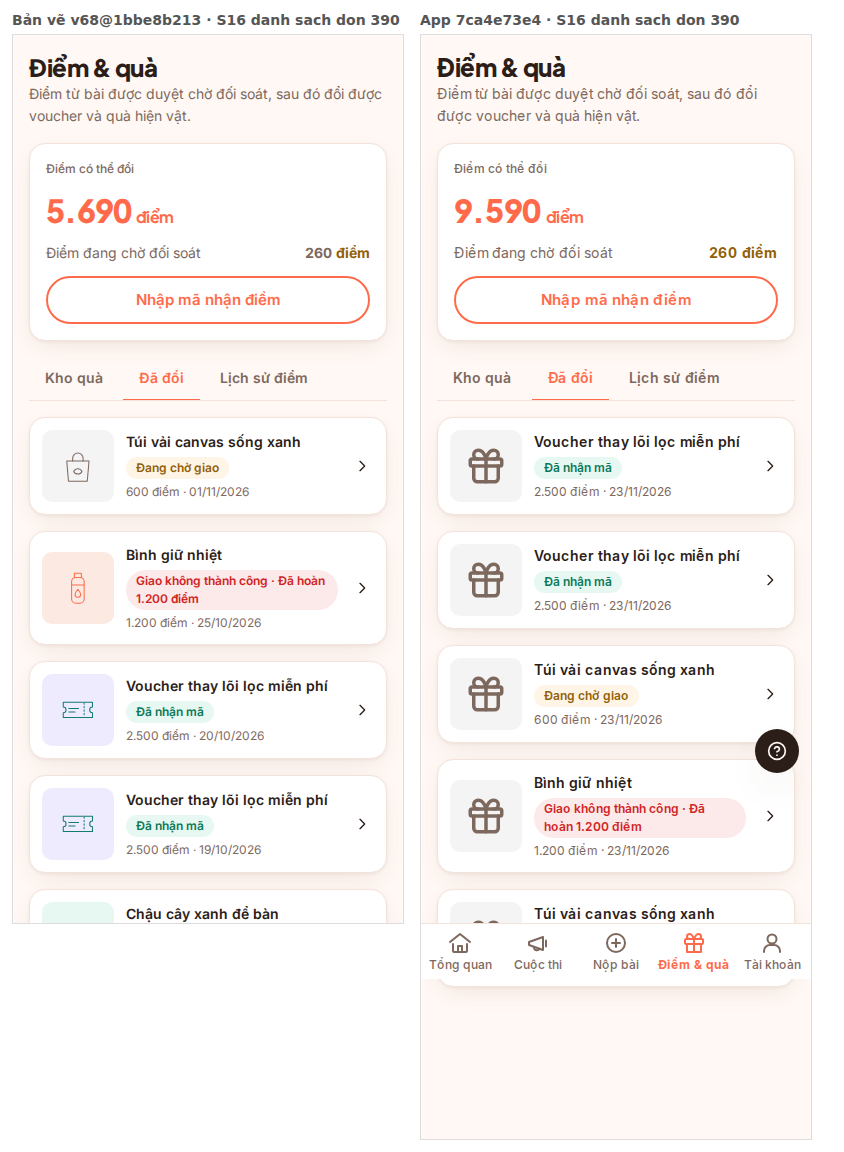 Bản vẽ v68@1bbe8b213 · S16 danh sach don 390
Điểm & quà
Điểm từ bài được duyệt chờ đối soát, sau đó đổi được
voucher và quà hiện vật.
Điểm có thể đổi
5.690 điểm
Điểm đang chờ đối soát
260 điểm
Nhập mã nhận điểm
Kho quà
Đã đổi
Lịch sử điểm
Túi vải canvas sống xanh
Đang chờ giao
600 điểm · 01/11/2026
Bình giữ nhiệt
Giao không thành công · Đã hoàn
1.200 điểm
1.200 điểm · 25/10/2026
Voucher thay lõi lọc miễn phí
Đã nhận mã
2.500 điểm · 20/10/2026
Voucher thay lõi lọc miễn phí
Đã nhận mã
2.500 điểm · 19/10/2026
Chậu cây xanh để bàn
App 7ca4e73e4 · S16 danh sach don 390
Điểm & quà
Điểm từ bài được duyệt chờ đối soát, sau đó đổi
được voucher và quà hiện vật.
Điểm có thể đổi
9.590 điểm
Điểm đang chờ đối soát
260 điểm
Nhập mã nhận điểm
Kho quà
Đã đổi
Lịch sử điểm
Voucher thay lõi lọc miễn phí
Đã nhận mã
2.500 điểm · 23/11/2026
Voucher thay lõi lọc miễn phí
Đã nhận mã
2.500 điểm · 23/11/2026
Túi vải canvas sống xanh
Đang chờ giao
600 điểm · 23/11/2026
Bình giữ nhiệt
Giao không thành công · Đã
hoàn 1.200 điểm
1.200 điểm · 23/11/2026
Túi vải canvas sống xanh
Tổng quan
Cuộc thi
Nộp bài
Điểm & quà
Tài khoản